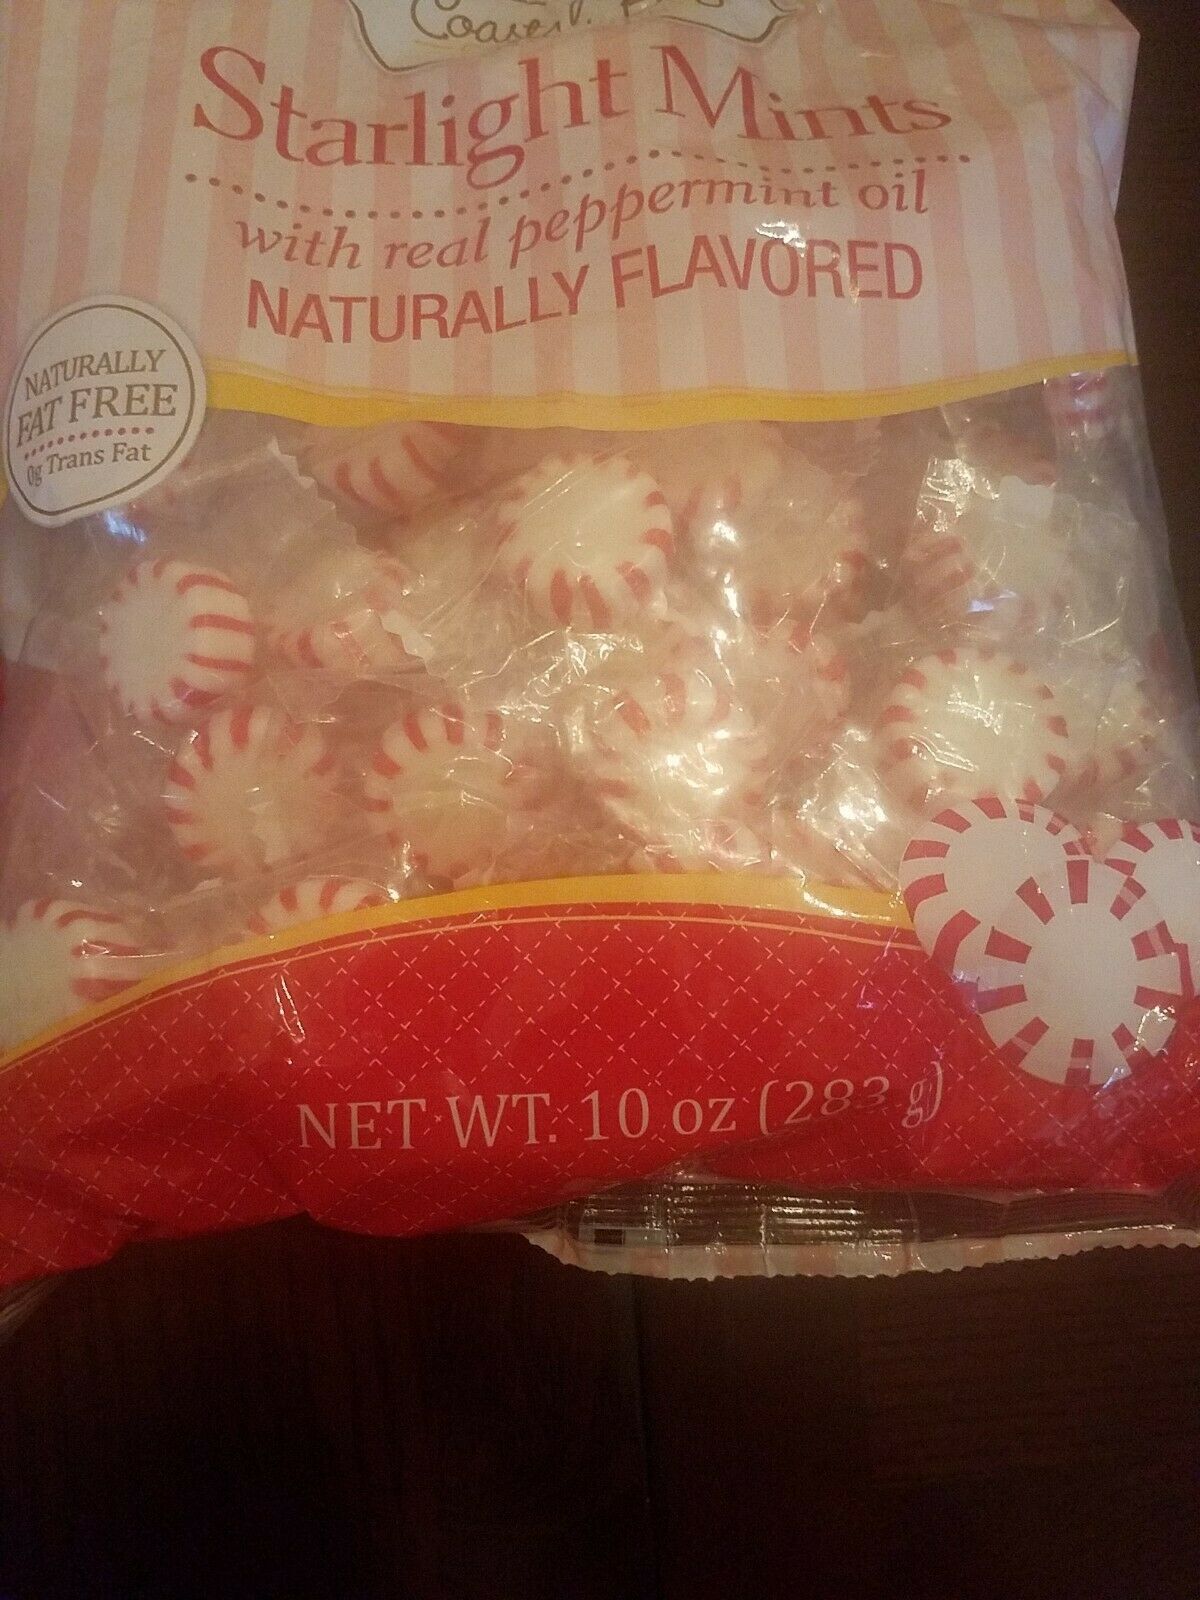 Starlight Mints
with real peppermint oil
NATURALLY FLAVORED
NATURALLY
FAT FREE
0g Trans Fat
NET WT. 10 oz (283 g)